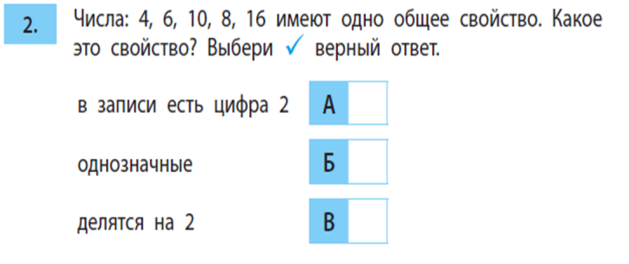 2. Числа: 4, 6, 10, 8, 16 имеют одно общее свойство. Какое
это свойство? Выбери ✓ верный ответ.
в записи есть цифра 2 А
однозначные Б
делятся на 2 В